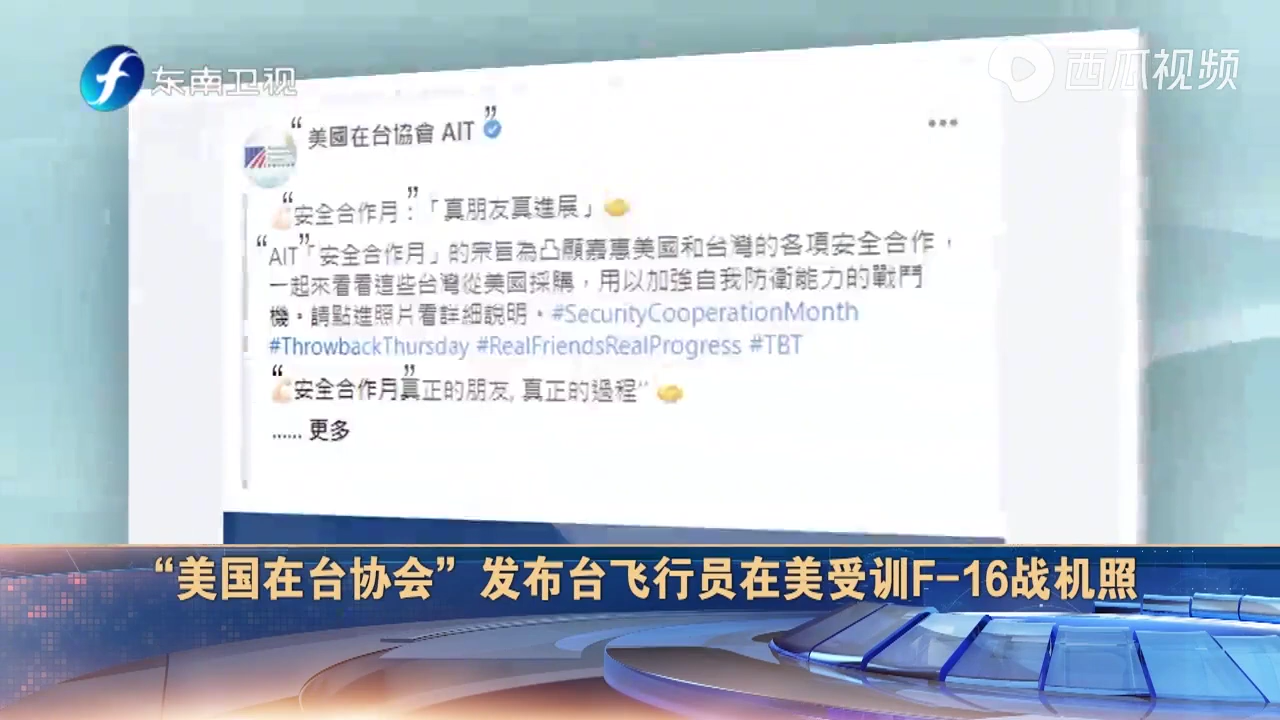 东南卫视
西瓜视频
“美國在台協會 AIT”
“安全合作月”：「真朋友真進展」
“AIT”「安全合作月」的宗旨為凸顯嘉惠美國和台灣的各項安全合作，
一起來看看這些台灣從美國採購，用以加強自我防衛能力的戰鬥
機。請點進照片看詳細說明。#SecurityCooperationMonth
#ThrowbackThursday #RealFriendsRealProgress #TBT
“安全合作月”真正的朋友, 真正的過程“
...... 更多
“美国在台协会”发布台飞行员在美受训F-16战机照